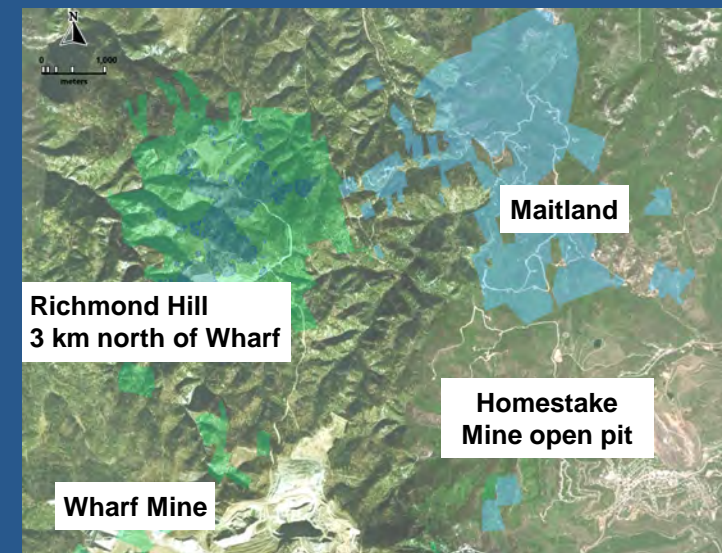 N
0 1,000
meters
Maitland
Richmond Hill
3 km north of Wharf
Homestake
Mine open pit
Wharf Mine